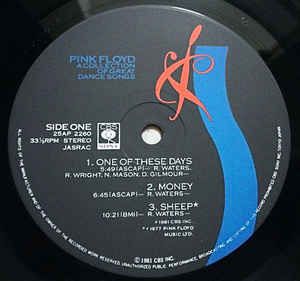 PINK FLOYD
A COLLECTION
OF GREAT
DANCE SONGS
SIDE ONE
25AP 2260
33⅓RPM STEREO
JASRAC
CBS
SONY
1. ONE OF THESE DAYS
5:49 (ASCAP) – R. WATERS,
R. WRIGHT, N. MASON, D. GILMOUR –
2. MONEY
6:45 (ASCAP) – R. WATERS –
3. SHEEP*
10:21 (BMI) – R. WATERS –
℗ 1981 CBS INC.
*℗ 1977 PINK FLOYD
MUSIC LTD.
© 1981 CBS INC.